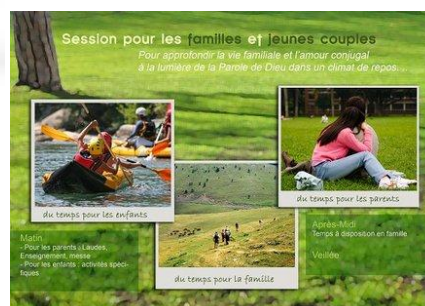 Session pour les familles et jeunes couples
Pour approfondir la vie familiale et l'amour conjugal
à la lumière de la Parole de Dieu dans un climat de repos...
du temps pour les enfants
du temps pour les parents
du temps pour la famille
Matin
- Pour les parents : Laudes,
Enseignement, messe
- Pour les enfants : activités spéci-
fiques
Après-Midi
Temps à disposition en famille
Veillée